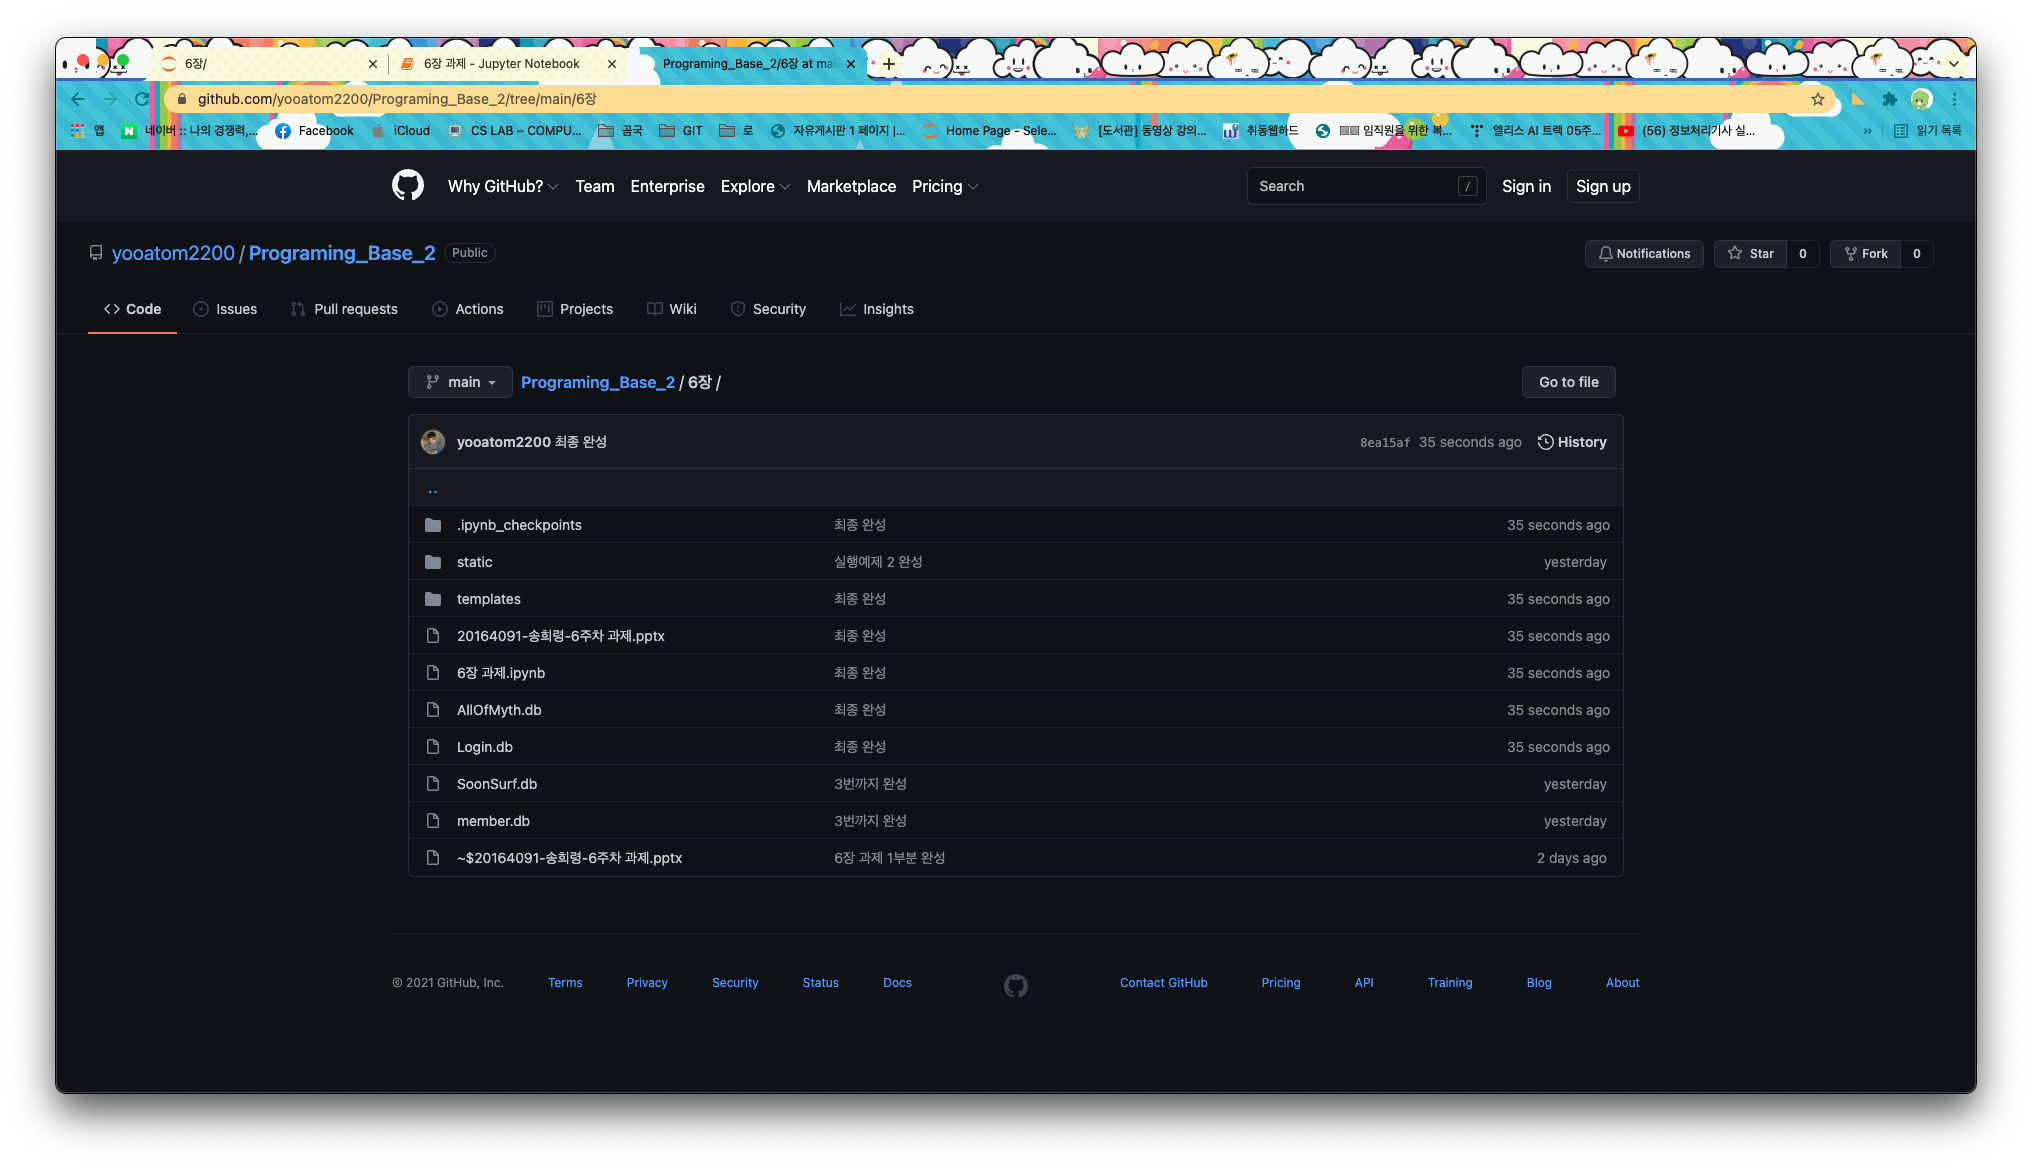 6장/
6장 과제 - Jupyter Notebook
Programing_Base_2/6장 at mai
github.com/yooatom2200/Programing_Base_2/tree/main/6장
앱
네이버 :: 나의 경쟁력,...
Facebook
iCloud
CS LAB – COMPU...
곰국
GIT
로
자유게시판 1 페이지 |...
Home Page - Sele...
[도서관] 동영상 강의...
취동웹하드
임직원을 위한 복...
엘리스 AI 트랙 05주...
(56) 정보처리기사 실...
»
읽기 목록
Why GitHub?
Team
Enterprise
Explore
Marketplace
Pricing
Search
/
Sign in
Sign up
yooatom2200 / Programing_Base_2
Public
Notifications
Star
0
Fork
0
Code
Issues
Pull requests
Actions
Projects
Wiki
Security
Insights
main
Programing_Base_2 / 6장 /
Go to file
yooatom2200 최종 완성
8ea15af 35 seconds ago
History
..
.ipynb_checkpoints 최종 완성 35 seconds ago
static 실행예제 2 완성 yesterday
templates 최종 완성 35 seconds ago
20164091-송희령-6주차 과제.pptx 최종 완성 35 seconds ago
6장 과제.ipynb 최종 완성 35 seconds ago
AllOfMyth.db 최종 완성 35 seconds ago
Login.db 최종 완성 35 seconds ago
SoonSurf.db 3번까지 완성 yesterday
member.db 3번까지 완성 yesterday
~$20164091-송희령-6주차 과제.pptx 6장 과제 1부분 완성 2 days ago
© 2021 GitHub, Inc.
Terms
Privacy
Security
Status
Docs
Contact GitHub
Pricing
API
Training
Blog
About